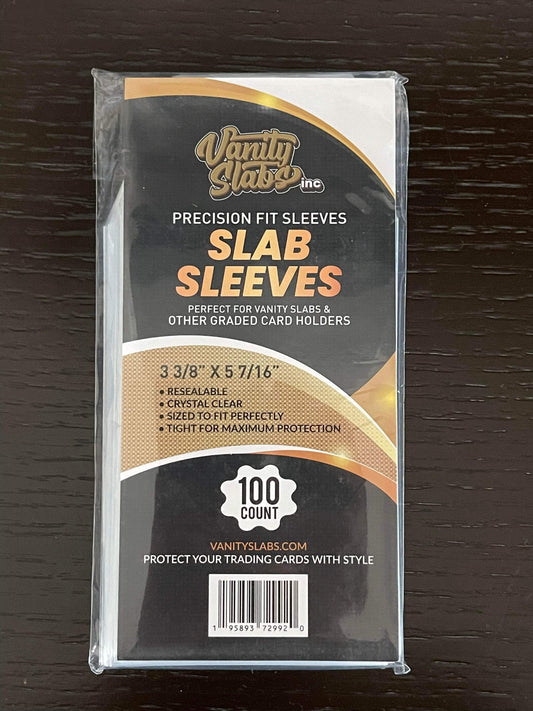 Vanity
Slabs inc
PRECISION FIT SLEEVES
SLAB
SLEEVES
PERFECT FOR VANITY SLABS &
OTHER GRADED CARD HOLDERS
3 3/8" X 5 7/16"
• RESEALABLE
• CRYSTAL CLEAR
• SIZED TO FIT PERFECTLY
• TIGHT FOR MAXIMUM PROTECTION
100
COUNT
VANITYSLABS.COM
PROTECT YOUR TRADING CARDS WITH STYLE
1 95893 72992 0